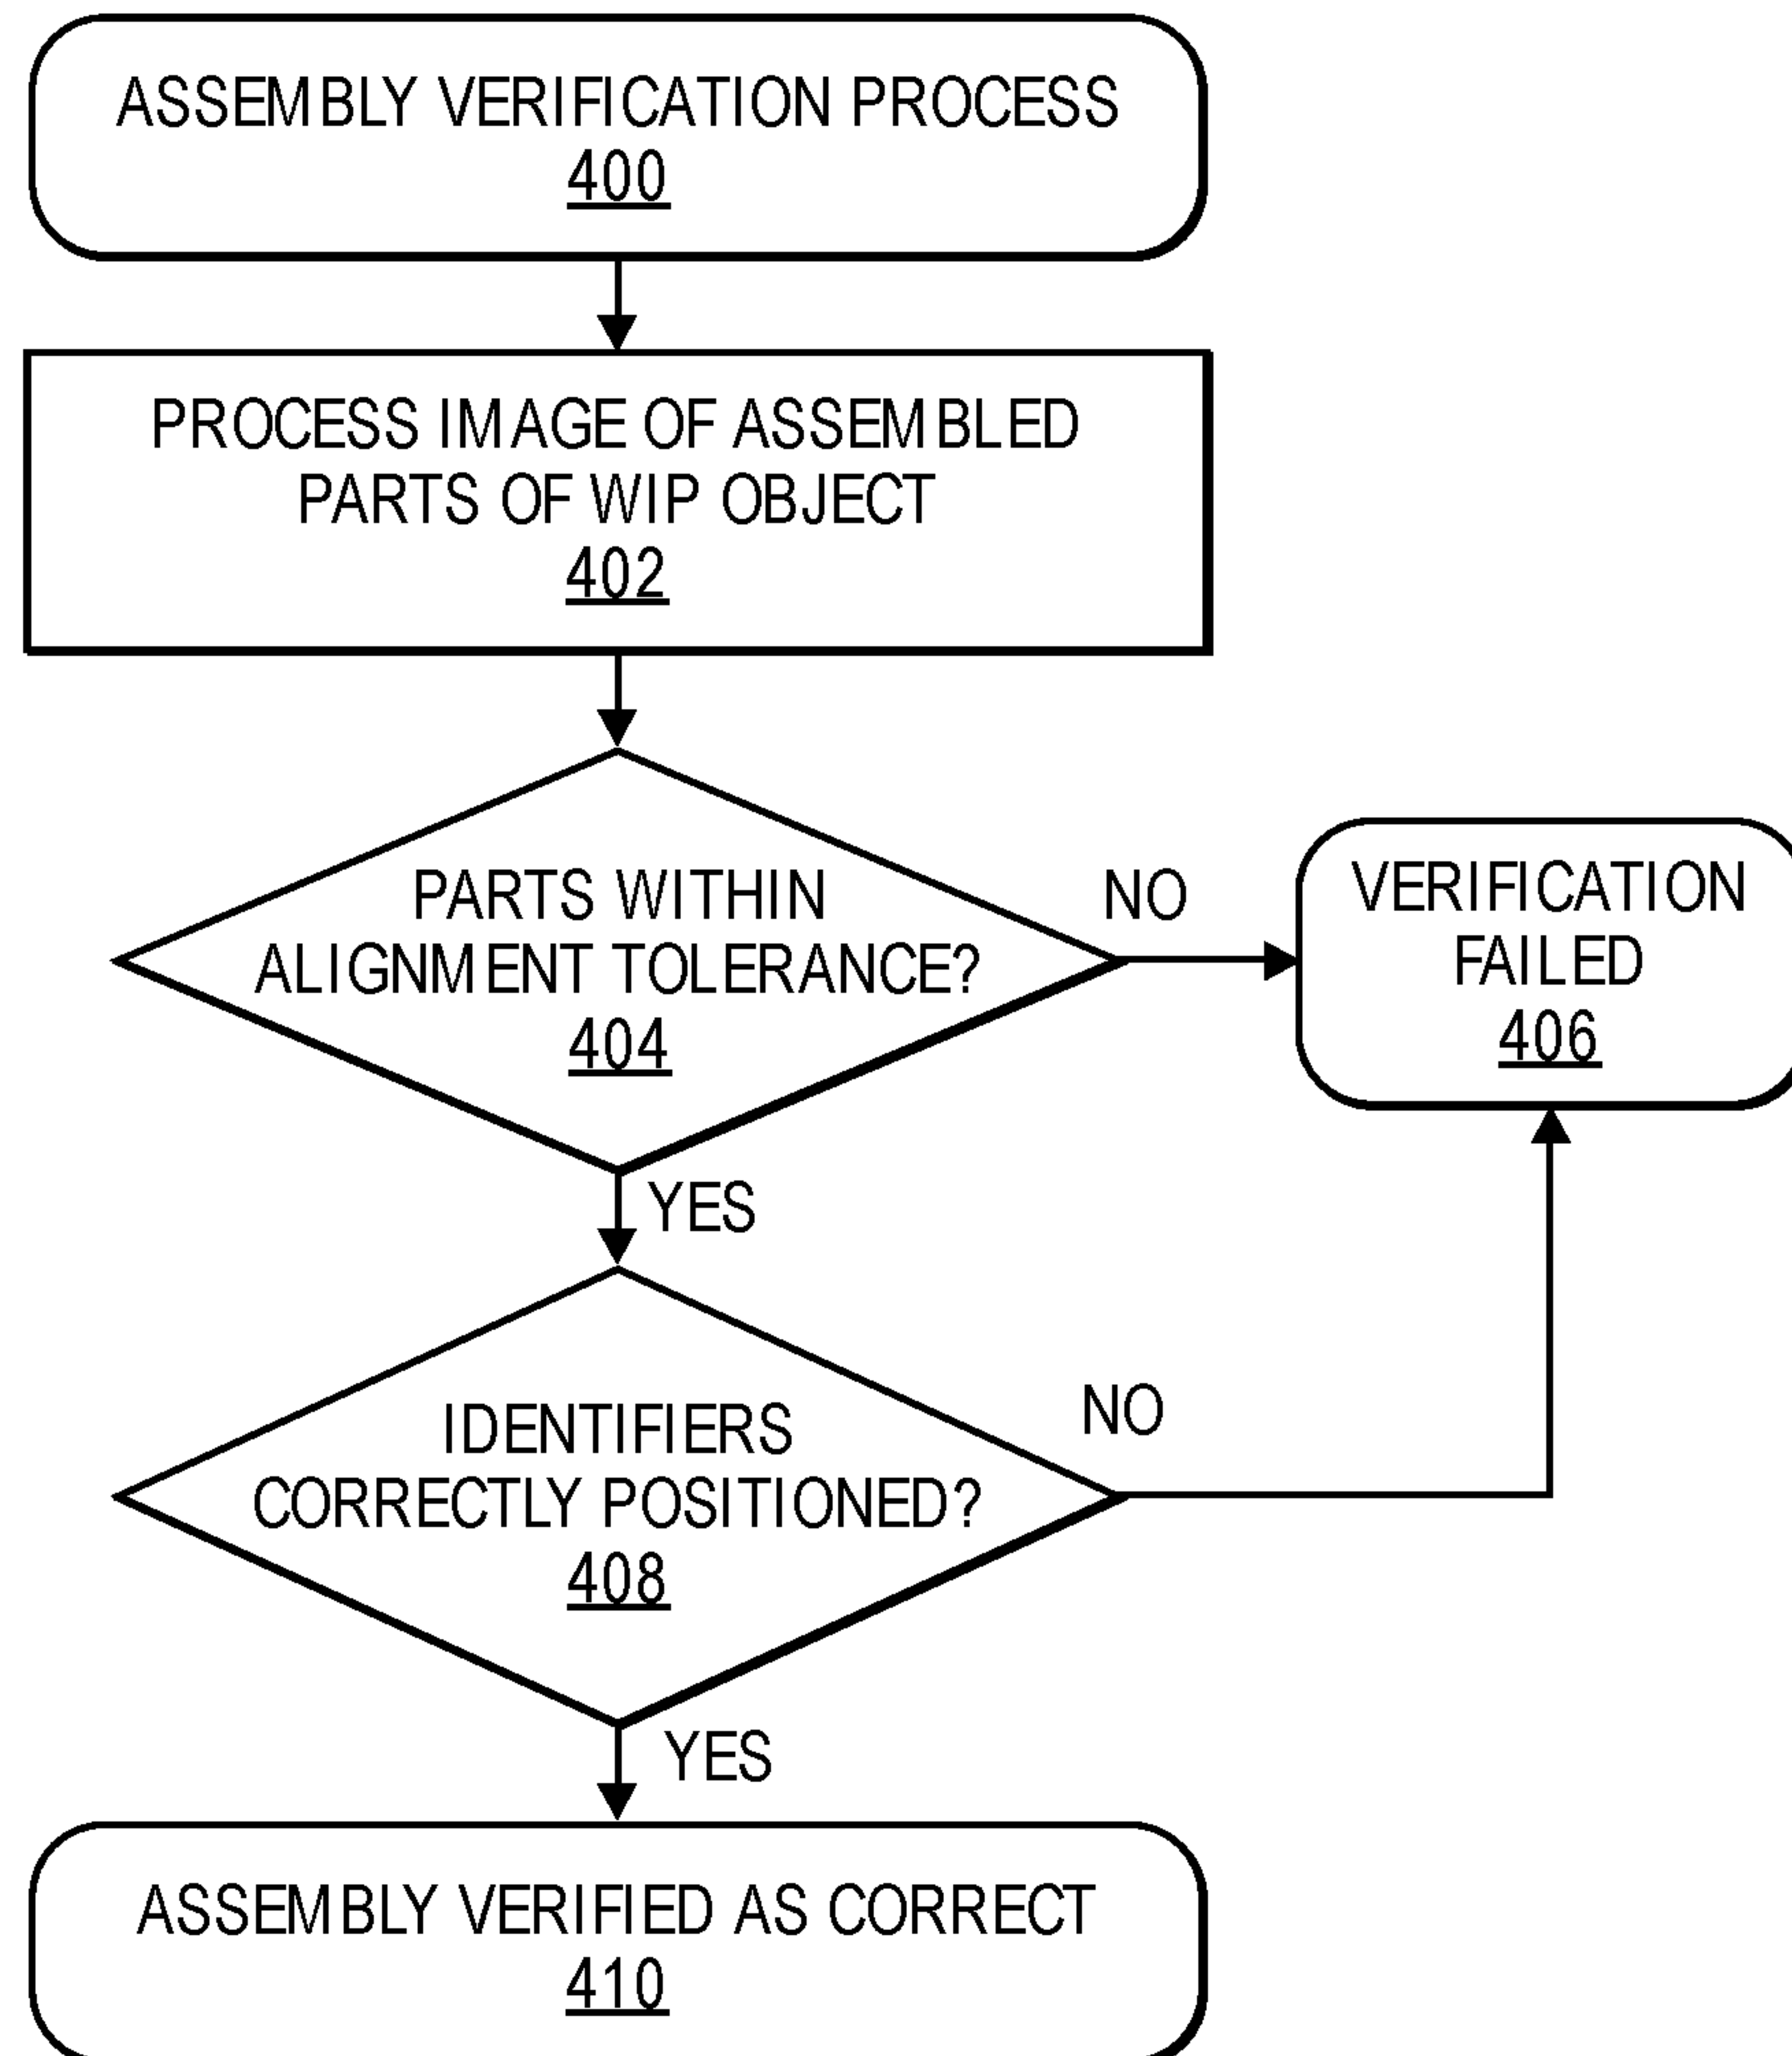 ASSEMBLY VERIFICATION PROCESS
400
PROCESS IMAGE OF ASSEMBLED
PARTS OF WIP OBJECT
402
PARTS WITHIN
ALIGNMENT TOLERANCE?
404
NO
VERIFICATION
FAILED
406
YES
IDENTIFIERS
CORRECTLY POSITIONED?
408
NO
YES
ASSEMBLY VERIFIED AS CORRECT
410